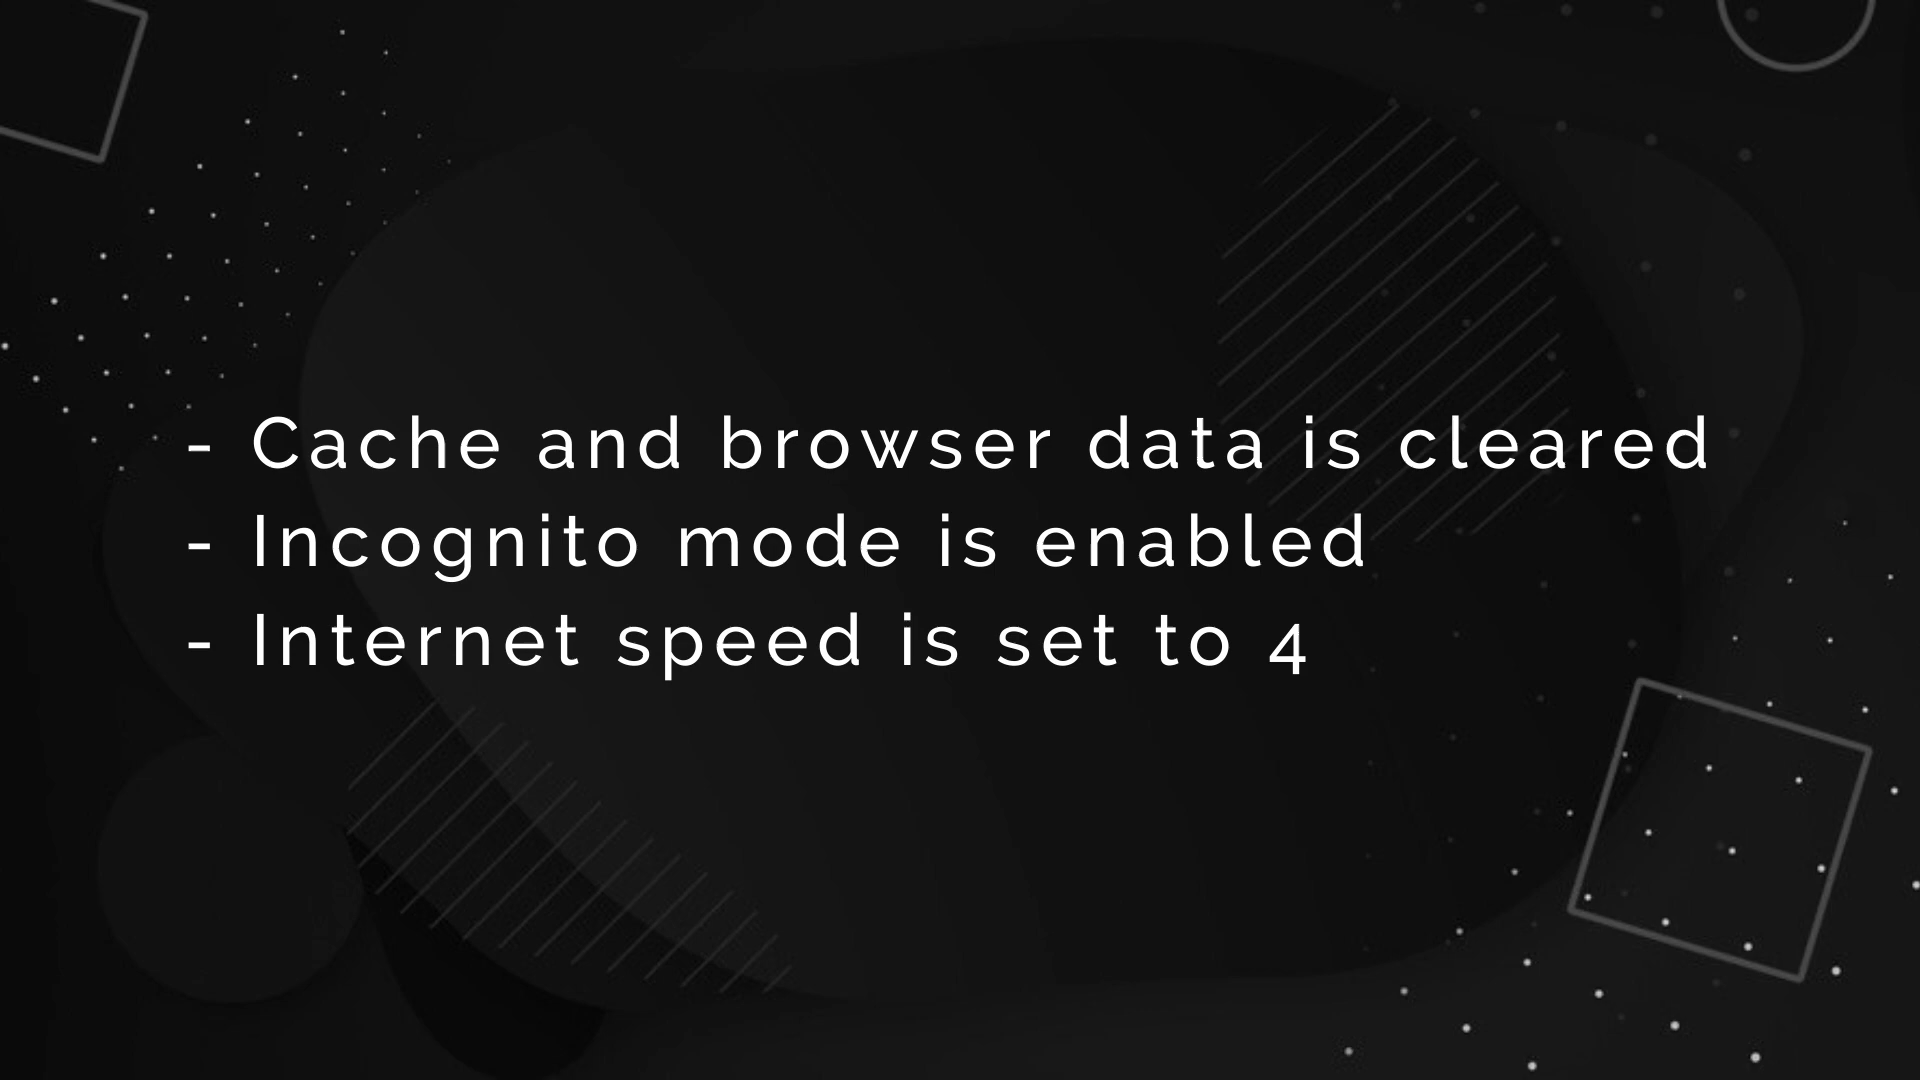 - Cache and browser data is cleared
- Incognito mode is enabled
- Internet speed is set to 4